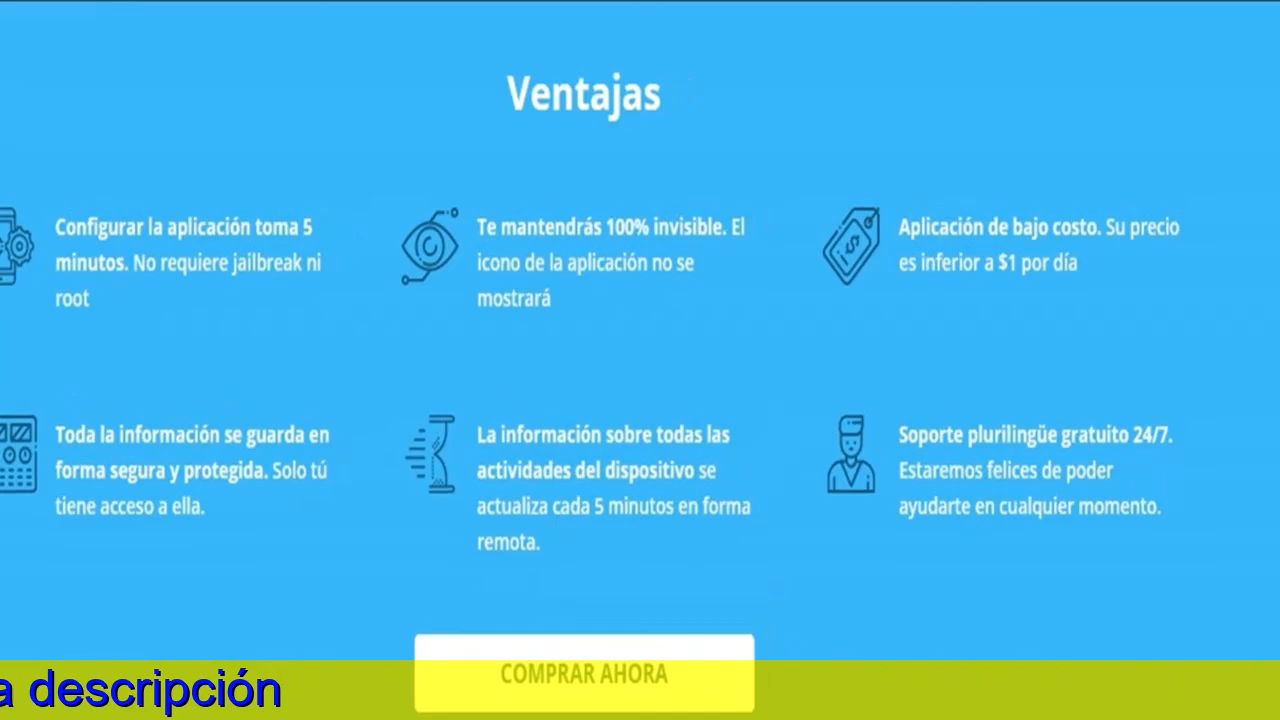 Ventajas
Configurar la aplicación toma 5
minutos. No requiere jailbreak ni
root
Te mantendrás 100% invisible. El
icono de la aplicación no se
mostrará
Aplicación de bajo costo. Su precio
es inferior a $1 por día
Toda la información se guarda en
forma segura y protegida. Solo tú
tiene acceso a ella.
La información sobre todas las
actividades del dispositivo se
actualiza cada 5 minutos en forma
remota.
Soporte plurilingüe gratuito 24/7.
Estaremos felices de poder
ayudarte en cualquier momento.
COMPRAR AHORA
a descripción